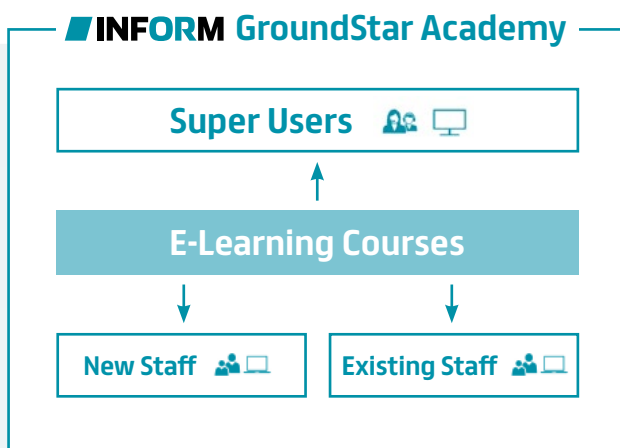 INFORM GroundStar Academy
Super Users
E-Learning Courses
New Staff
Existing Staff